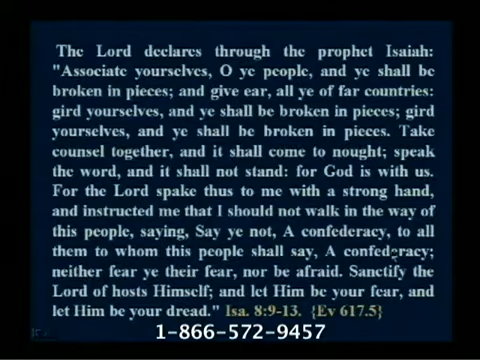 The Lord declares through the prophet Isaiah:
"Associate yourselves, O ye people, and ye shall be
broken in pieces; and give ear, all ye of far countries:
gird yourselves, and ye shall be broken in pieces; gird
yourselves, and ye shall be broken in pieces. Take
counsel together, and it shall come to nought; speak
the word, and it shall not stand: for God is with us.
For the Lord spake thus to me with a strong hand,
and instructed me that I should not walk in the way of
this people, saying, Say ye not, A confederacy, to all
them to whom this people shall say, A confederacy;
neither fear ye their fear, nor be afraid. Sanctify the
Lord of hosts Himself; and let Him be your fear, and
let Him be your dread." Isa. 8:9-13. {Ev 617.5}
1-866-572-9457